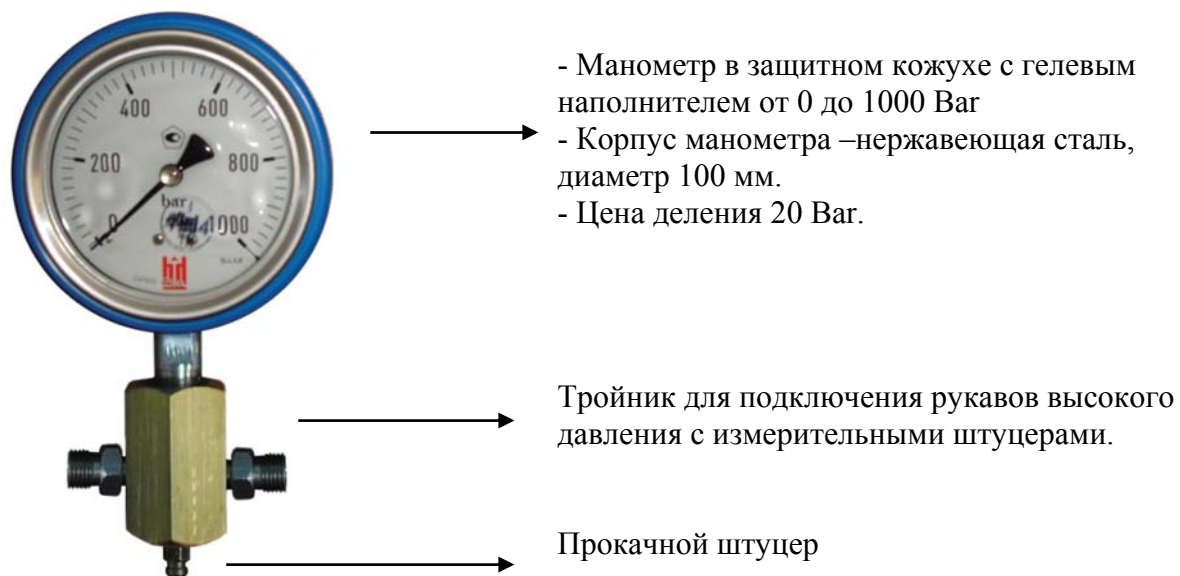 400 600
200 800
bar
0 1000
hd
- Манометр в защитном кожухе с гелевым
наполнителем от 0 до 1000 Bar
- Корпус манометра –нержавеющая сталь,
диаметр 100 мм.
- Цена деления 20 Bar.
Тройник для подключения рукавов высокого
давления с измерительными штуцерами.
Прокачной штуцер